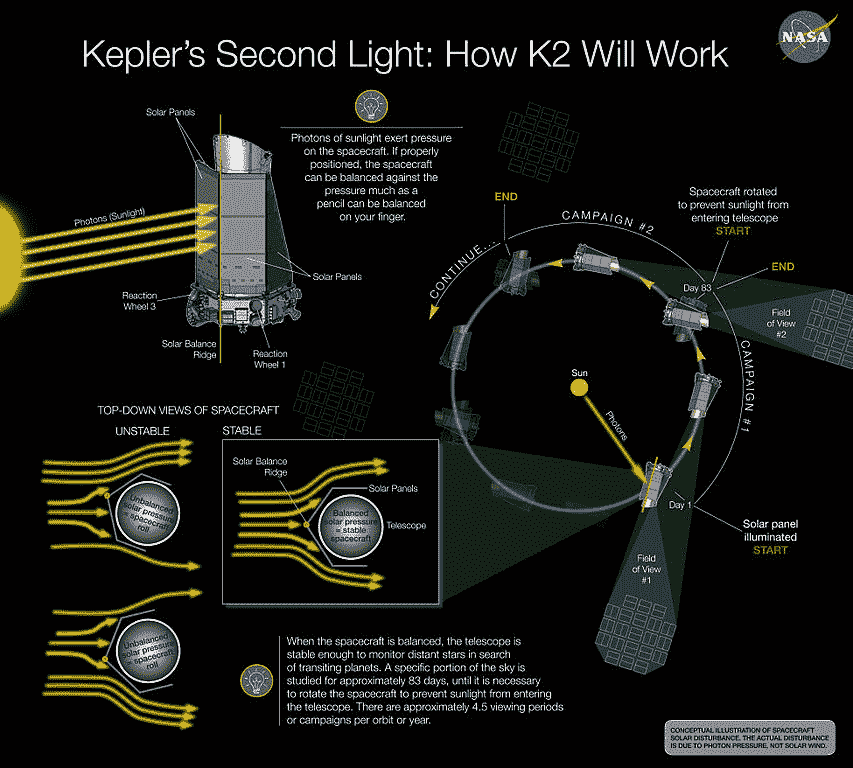 NASA
Kepler's Second Light: How K2 Will Work
Solar Panels
Photons (Sunlight)
Solar Panels
Reaction
Wheel 3
Solar Balance
Ridge
Reaction
Wheel 1
Photons of sunlight exert pressure
on the spacecraft. If properly
positioned, the spacecraft
can be balanced against the
pressure much as a
pencil can be balanced
on your finger.
END
CAMPAIGN #2
Spacecraft rotated
to prevent sunlight from
entering telescope
START
END
CONTINUE...
Day 83
Field
of View
#2
CAMPAIGN #1
Sun
Photons
Day 1
Solar panel
illuminated
START
Field
of View
#1
TOP-DOWN VIEWS OF SPACECRAFT
UNSTABLE
STABLE
Unbalanced
solar pressure
= spacecraft
roll
Solar Balance
Ridge
Solar Panels
Balanced
solar pressure
= stable
spacecraft
Telescope
Unbalanced
solar pressure
= spacecraft
roll
When the spacecraft is balanced, the telescope is
stable enough to monitor distant stars in search
of transiting planets. A specific portion of the sky is
studied for approximately 83 days, until it is necessary
to rotate the spacecraft to prevent sunlight from entering
the telescope. There are approximately 4.5 viewing periods
or campaigns per orbit or year.
CONCEPTUAL ILLUSTRATION OF SPACECRAFT
SOLAR DISTURBANCE. THE ACTUAL DISTURBANCE
IS DUE TO PHOTON PRESSURE, NOT SOLAR WIND.